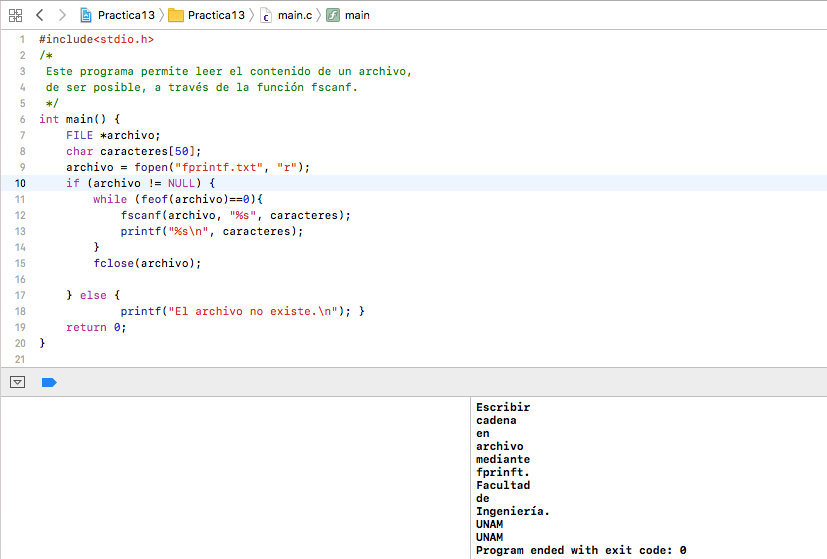 Practica13 Practica13 main.c main
1 #include<stdio.h>
2 /*
3 Este programa permite leer el contenido de un archivo,
4 de ser posible, a través de la función fscanf.
5 */
6 int main() {
7 FILE *archivo;
8 char caracteres[50];
9 archivo = fopen("fprintf.txt", "r");
10 if (archivo != NULL) {
11 while (feof(archivo)==0){
12 fscanf(archivo, "%s", caracteres);
13 printf("%s\n", caracteres);
14 }
15 fclose(archivo);
16
17 } else {
18 printf("El archivo no existe.\n"); }
19 return 0;
20 }
21
Escribir
cadena
en
archivo
mediante
fprinft.
Facultad
de
Ingeniería.
UNAM
UNAM
Program ended with exit code: 0